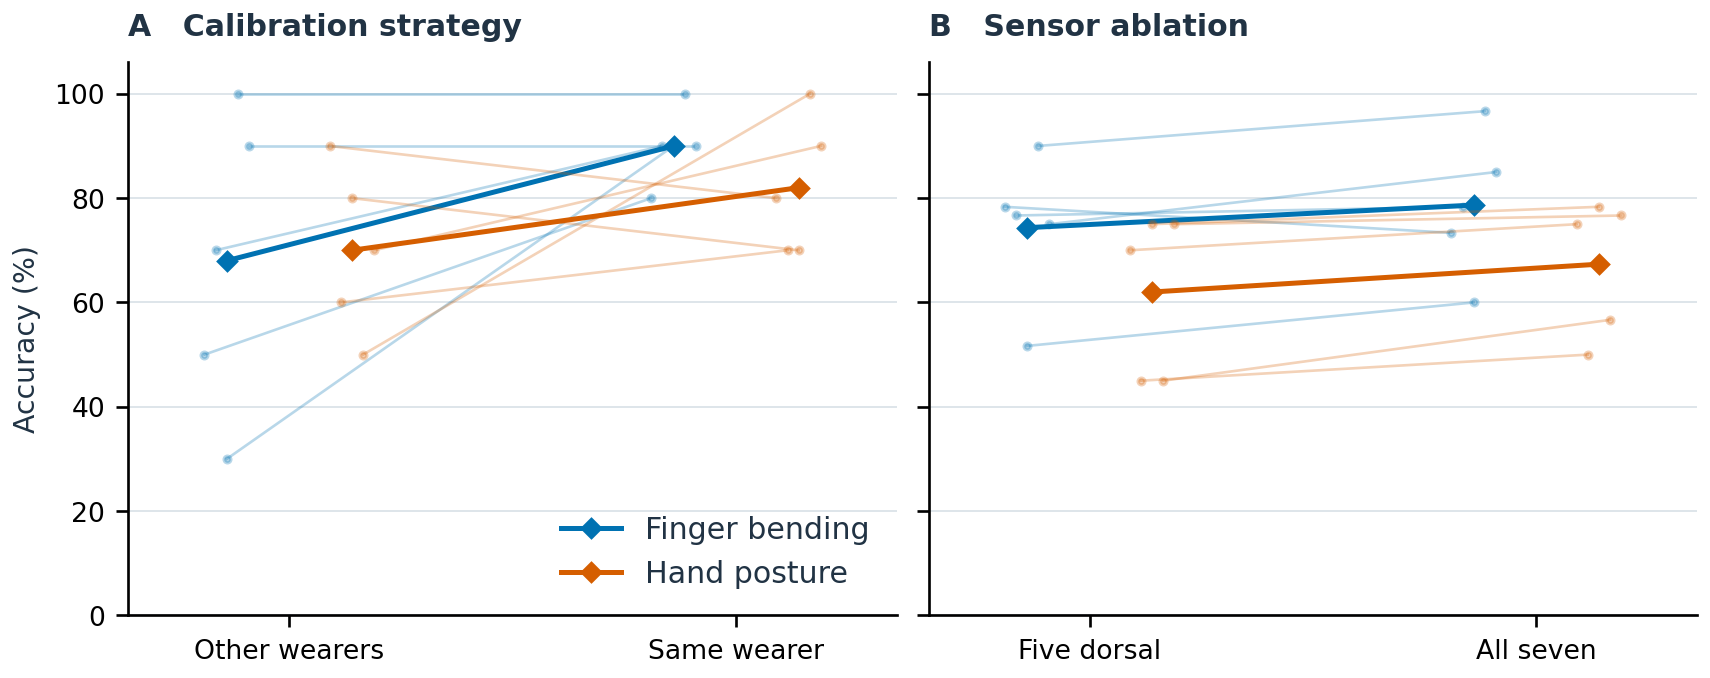 A Calibration strategy
B Sensor ablation
Accuracy (%)
100
80
60
40
20
0
Finger bending
Hand posture
Other wearers
Same wearer
Five dorsal
All seven